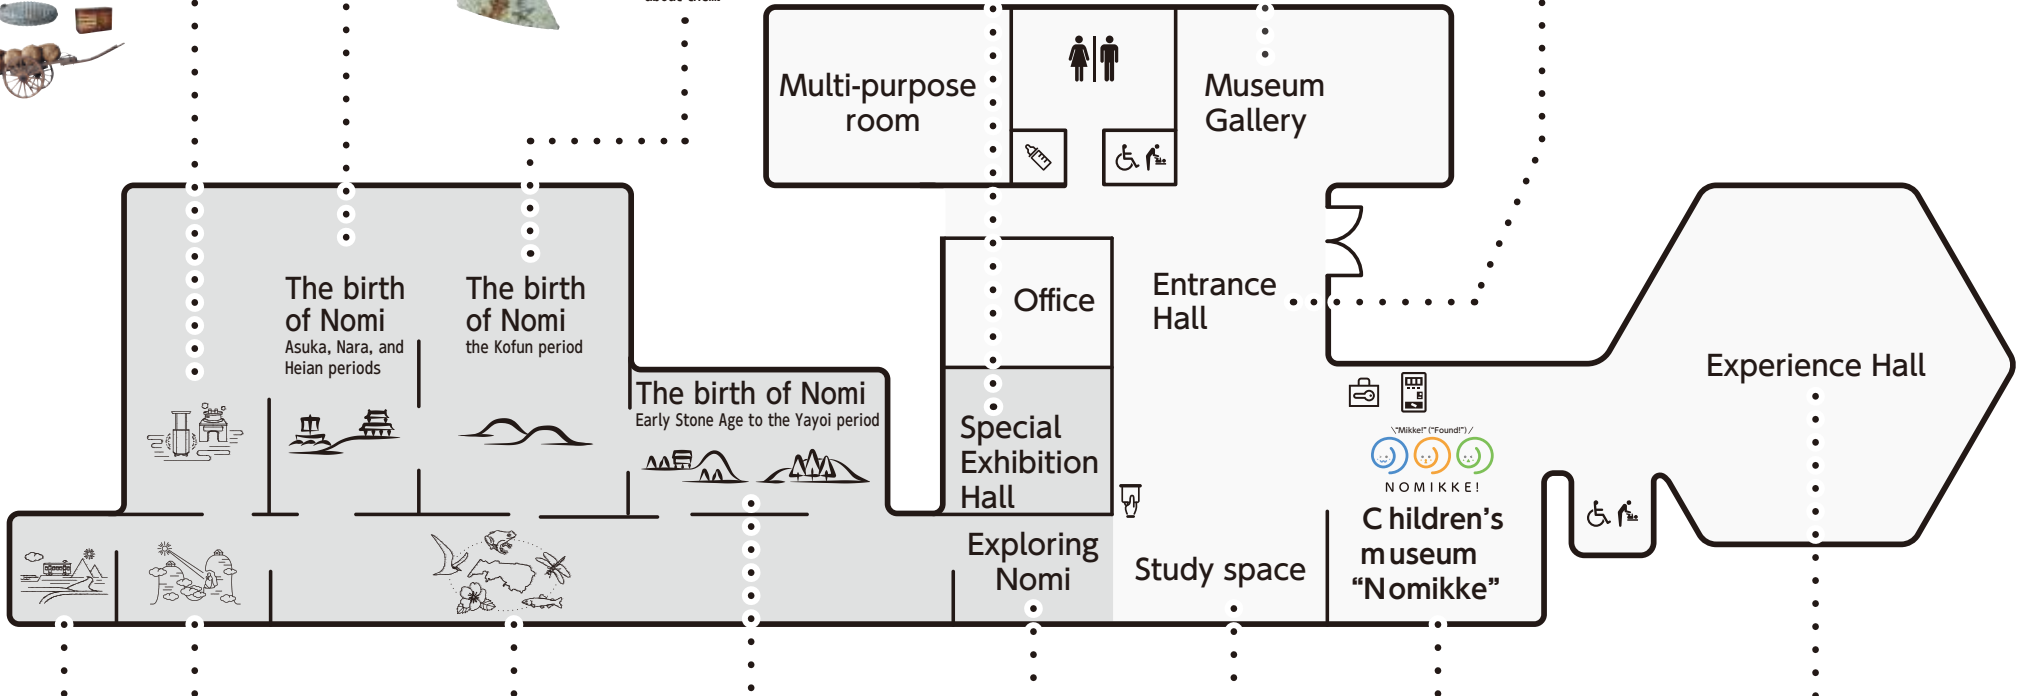 Multi-purpose
room
Museum
Gallery
The birth
of Nomi
Asuka, Nara, and
Heian periods
The birth
of Nomi
the Kofun period
The birth of Nomi
Early Stone Age to the Yayoi period
Office
Entrance
Hall
Special
Exhibition
Hall
Exploring
Nomi
Study space
\"Mikke!" ("Found!")/
NOMIKKE!
Children's
museum
“Nomikke”
Experience Hall